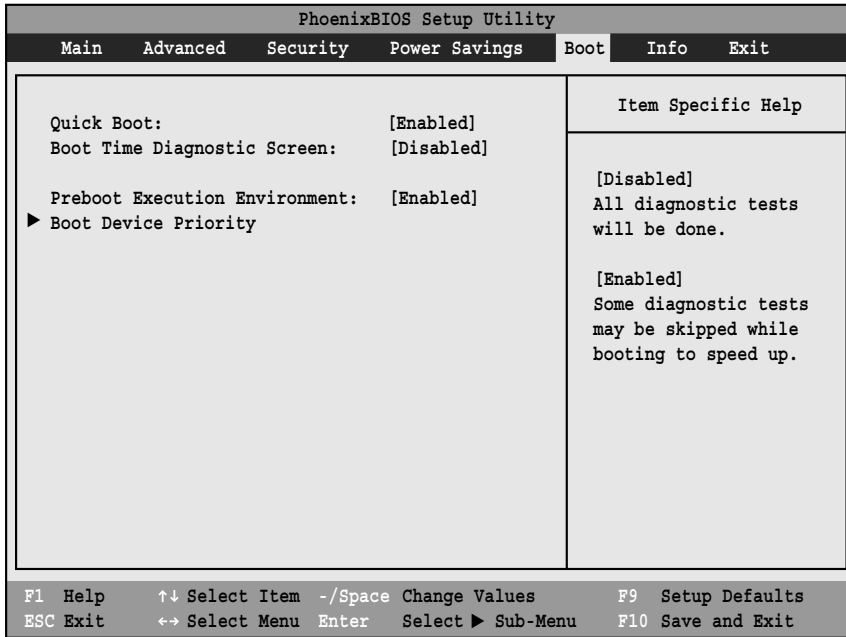 PhoenixBIOS Setup Utility
Main Advanced Security Power Savings Boot Info Exit
Quick Boot: [Enabled]
Boot Time Diagnostic Screen: [Disabled]
Preboot Execution Environment: [Enabled]
▶ Boot Device Priority
Item Specific Help
[Disabled]
All diagnostic tests
will be done.
[Enabled]
Some diagnostic tests
may be skipped while
booting to speed up.
F1 Help ↑↓ Select Item -/Space Change Values F9 Setup Defaults
ESC Exit ←→ Select Menu Enter Select ▶ Sub-Menu F10 Save and Exit